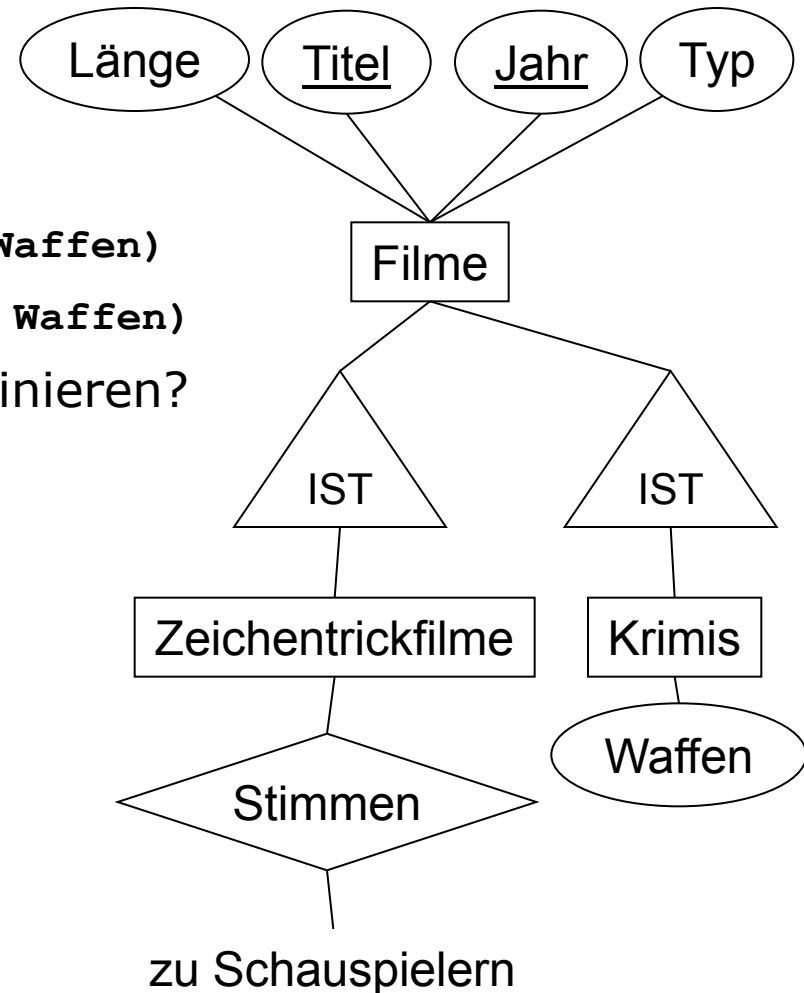 Länge Titel Jahr Typ
Waffen)
Filme
Waffen)
inieren?
IST IST
Zeichentrickfilme Krimis
Waffen
Stimmen
zu Schauspielern